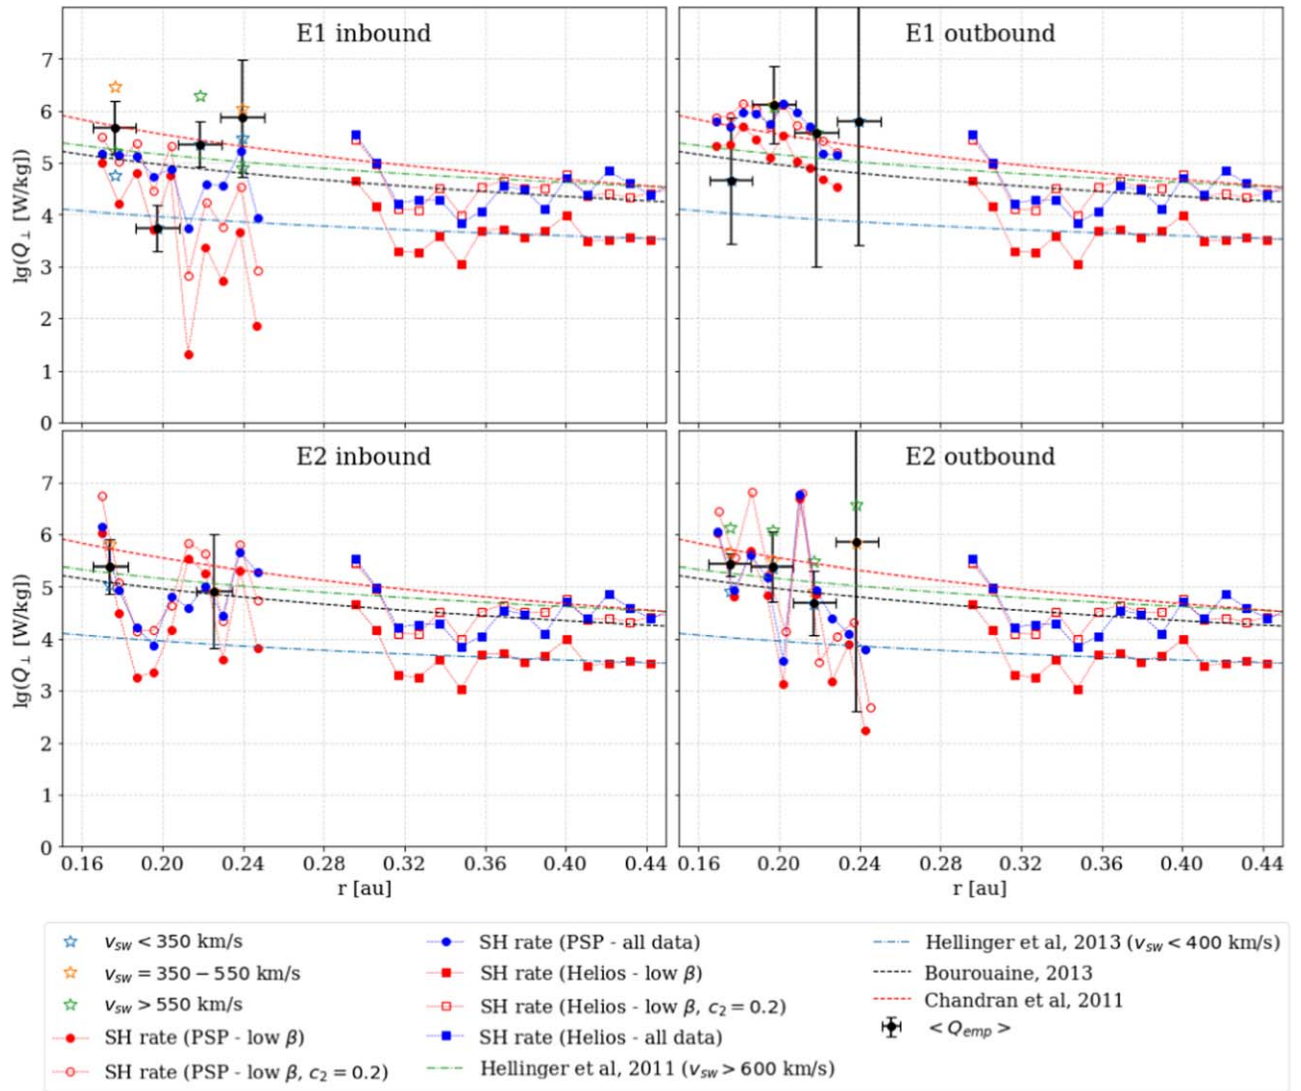 E1 inbound
E1 outbound
7
6
5
4
3
2
1
0
lg(Q⊥ [W/kg])
E2 inbound
E2 outbound
7
6
5
4
3
2
1
0
lg(Q⊥ [W/kg])
0.16 0.20 0.24 0.28 0.32 0.36 0.40 0.44
0.16 0.20 0.24 0.28 0.32 0.36 0.40 0.44
r [au]
r [au]
v_sw < 350 km/s
v_sw = 350 − 550 km/s
v_sw > 550 km/s
SH rate (PSP - low β)
SH rate (PSP - low β, c₂ = 0.2)
SH rate (PSP - all data)
SH rate (Helios - low β)
SH rate (Helios - low β, c₂ = 0.2)
SH rate (Helios - all data)
Hellinger et al, 2011 (v_sw > 600 km/s)
Hellinger et al, 2013 (v_sw < 400 km/s)
Bourouaine, 2013
Chandran et al, 2011
< Q_emp >